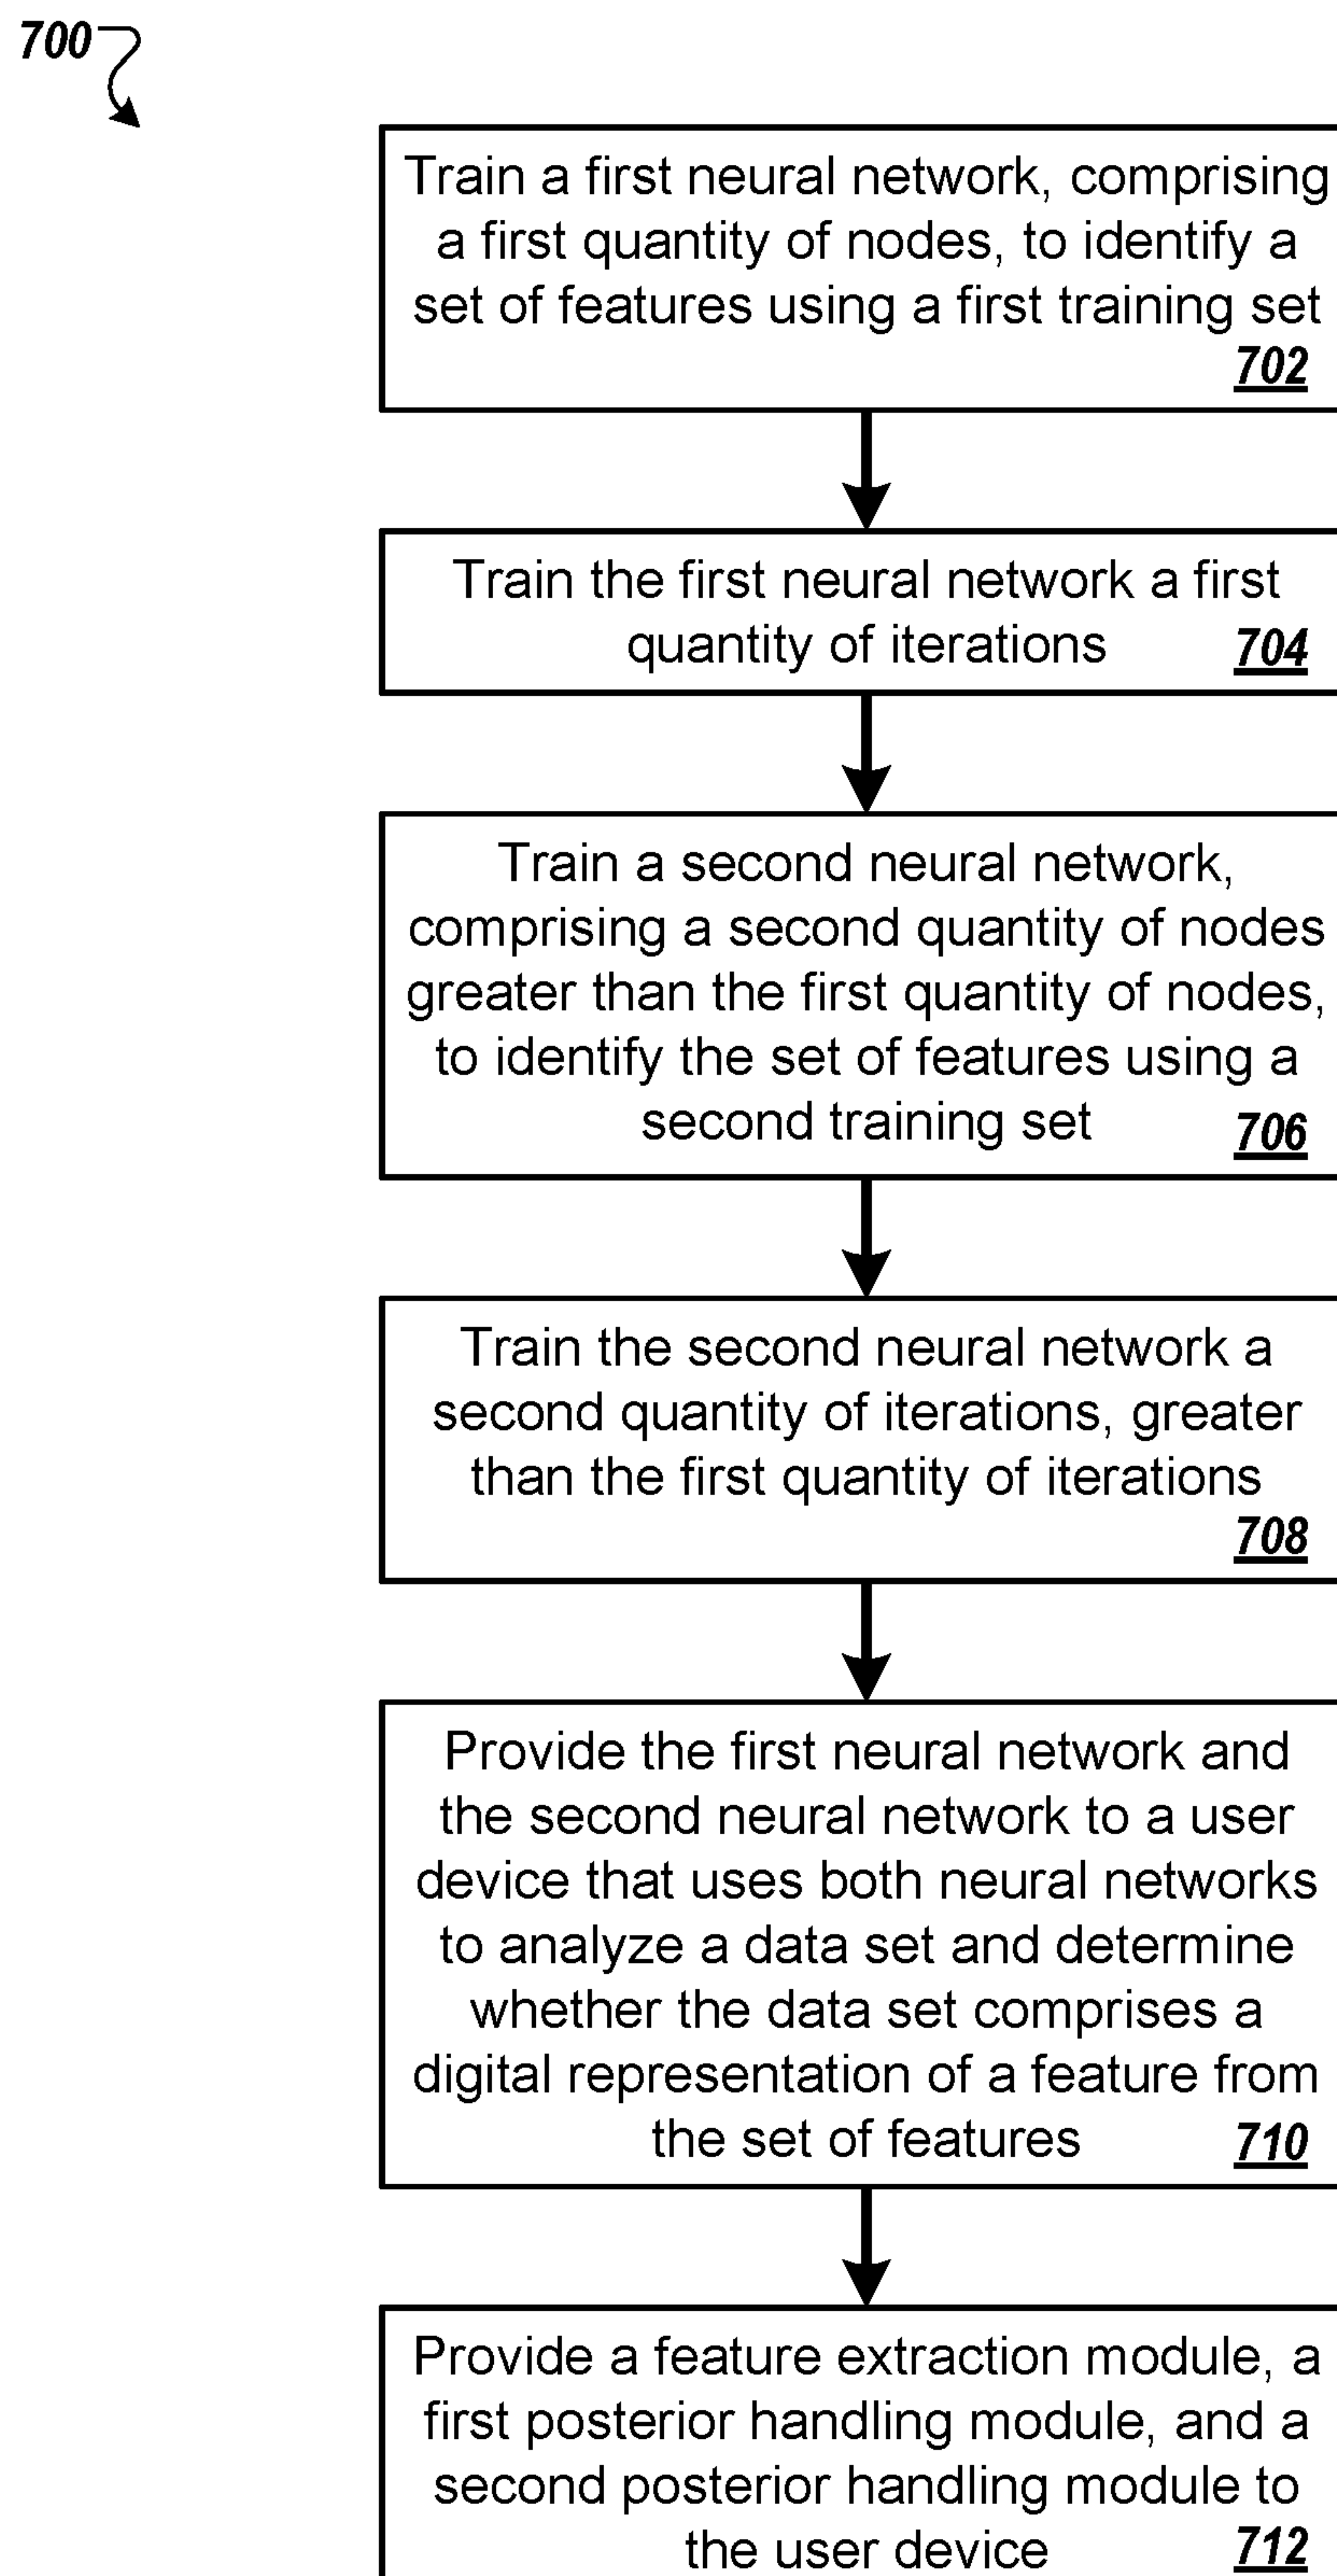 700
Train a first neural network, comprising
a first quantity of nodes, to identify a
set of features using a first training set
702
Train the first neural network a first
quantity of iterations 704
Train a second neural network,
comprising a second quantity of nodes
greater than the first quantity of nodes,
to identify the set of features using a
second training set 706
Train the second neural network a
second quantity of iterations, greater
than the first quantity of iterations
708
Provide the first neural network and
the second neural network to a user
device that uses both neural networks
to analyze a data set and determine
whether the data set comprises a
digital representation of a feature from
the set of features 710
Provide a feature extraction module, a
first posterior handling module, and a
second posterior handling module to
the user device 712